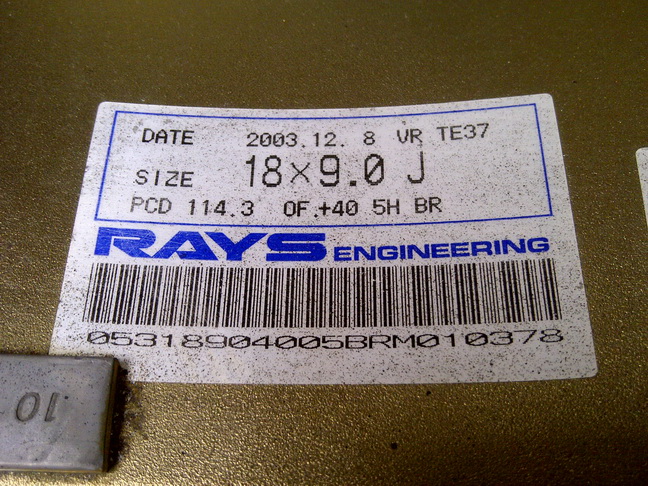 DATE 2003.12. 8 VR TE37
SIZE 18×9.0 J
PCD 114.3 OF.+40 5H BR
RAYS ENGINEERING
05318904005BRM010378
10